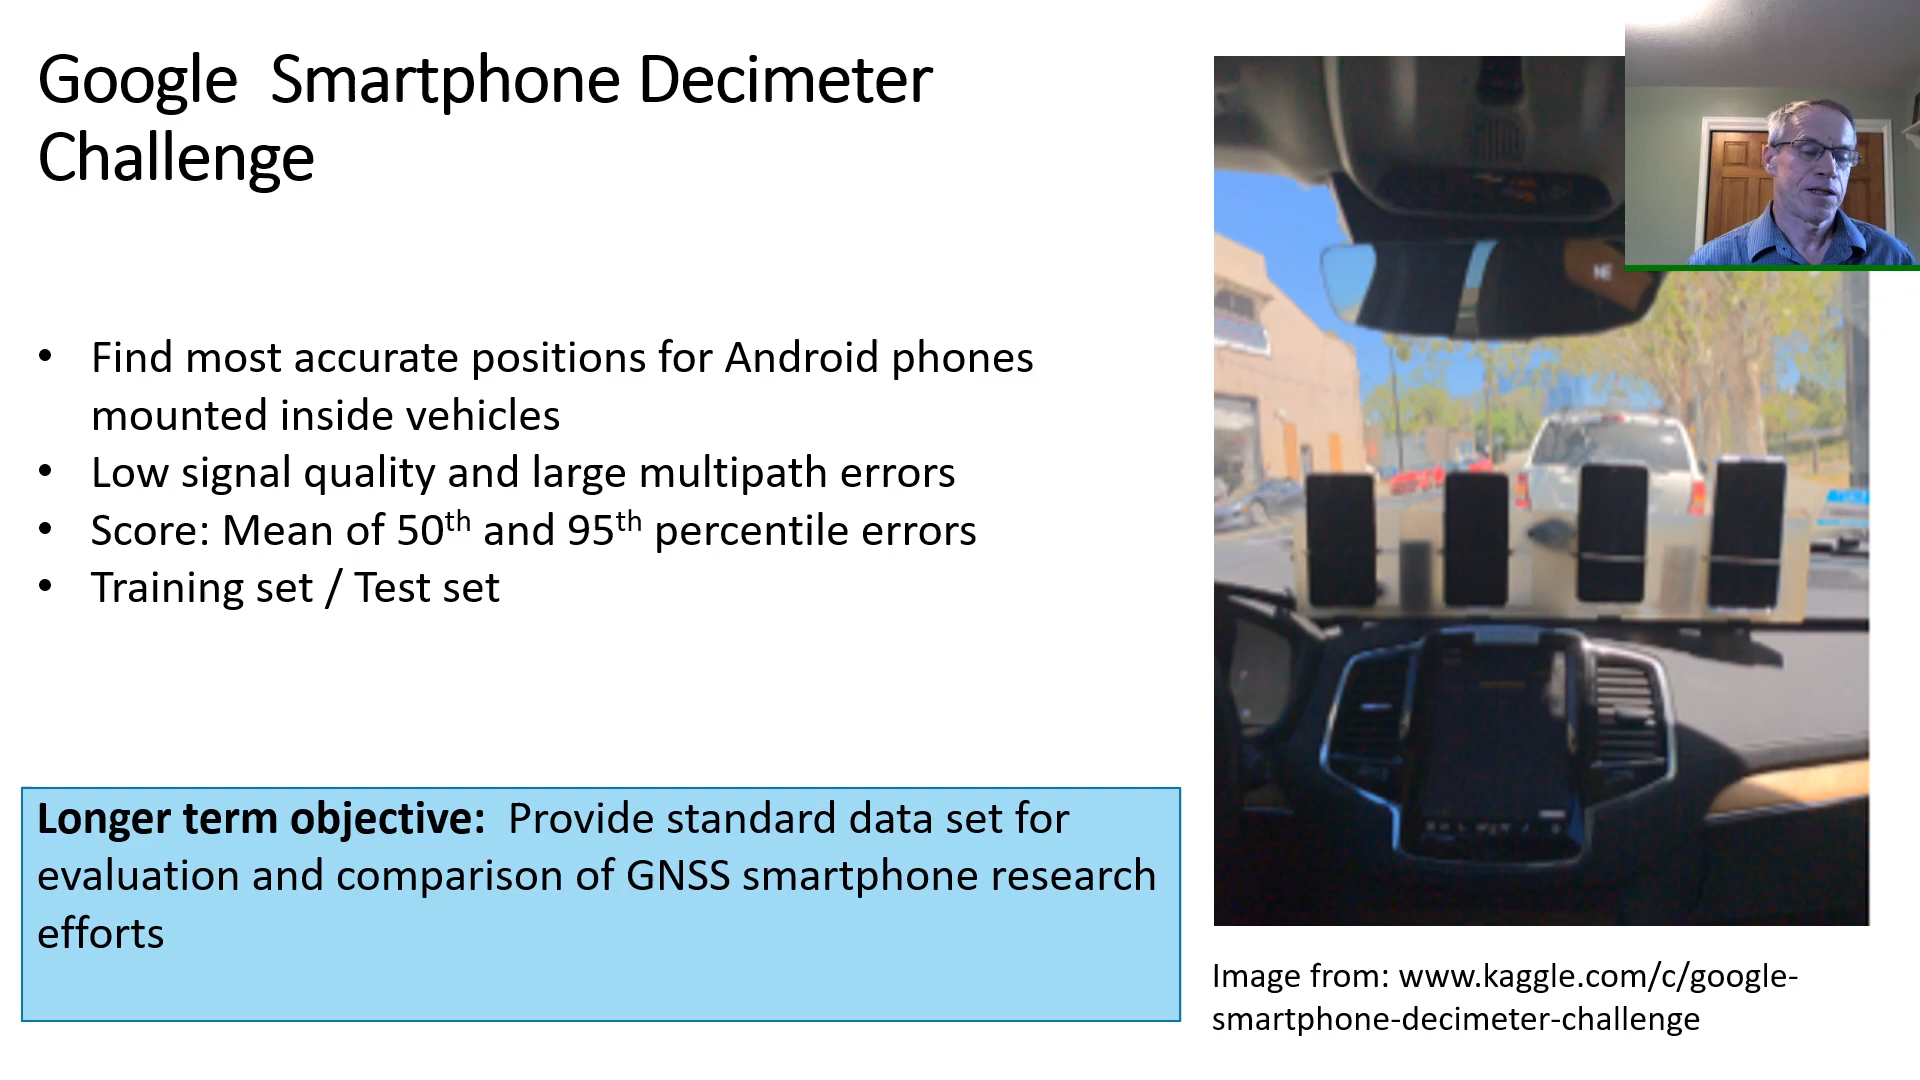 Google  Smartphone Decimeter
Challenge
• Find most accurate positions for Android phones
mounted inside vehicles
• Low signal quality and large multipath errors
• Score: Mean of 50th and 95th percentile errors
• Training set / Test set
Longer term objective:  Provide standard data set for
evaluation and comparison of GNSS smartphone research
efforts
NE
Image from: www.kaggle.com/c/google-
smartphone-decimeter-challenge